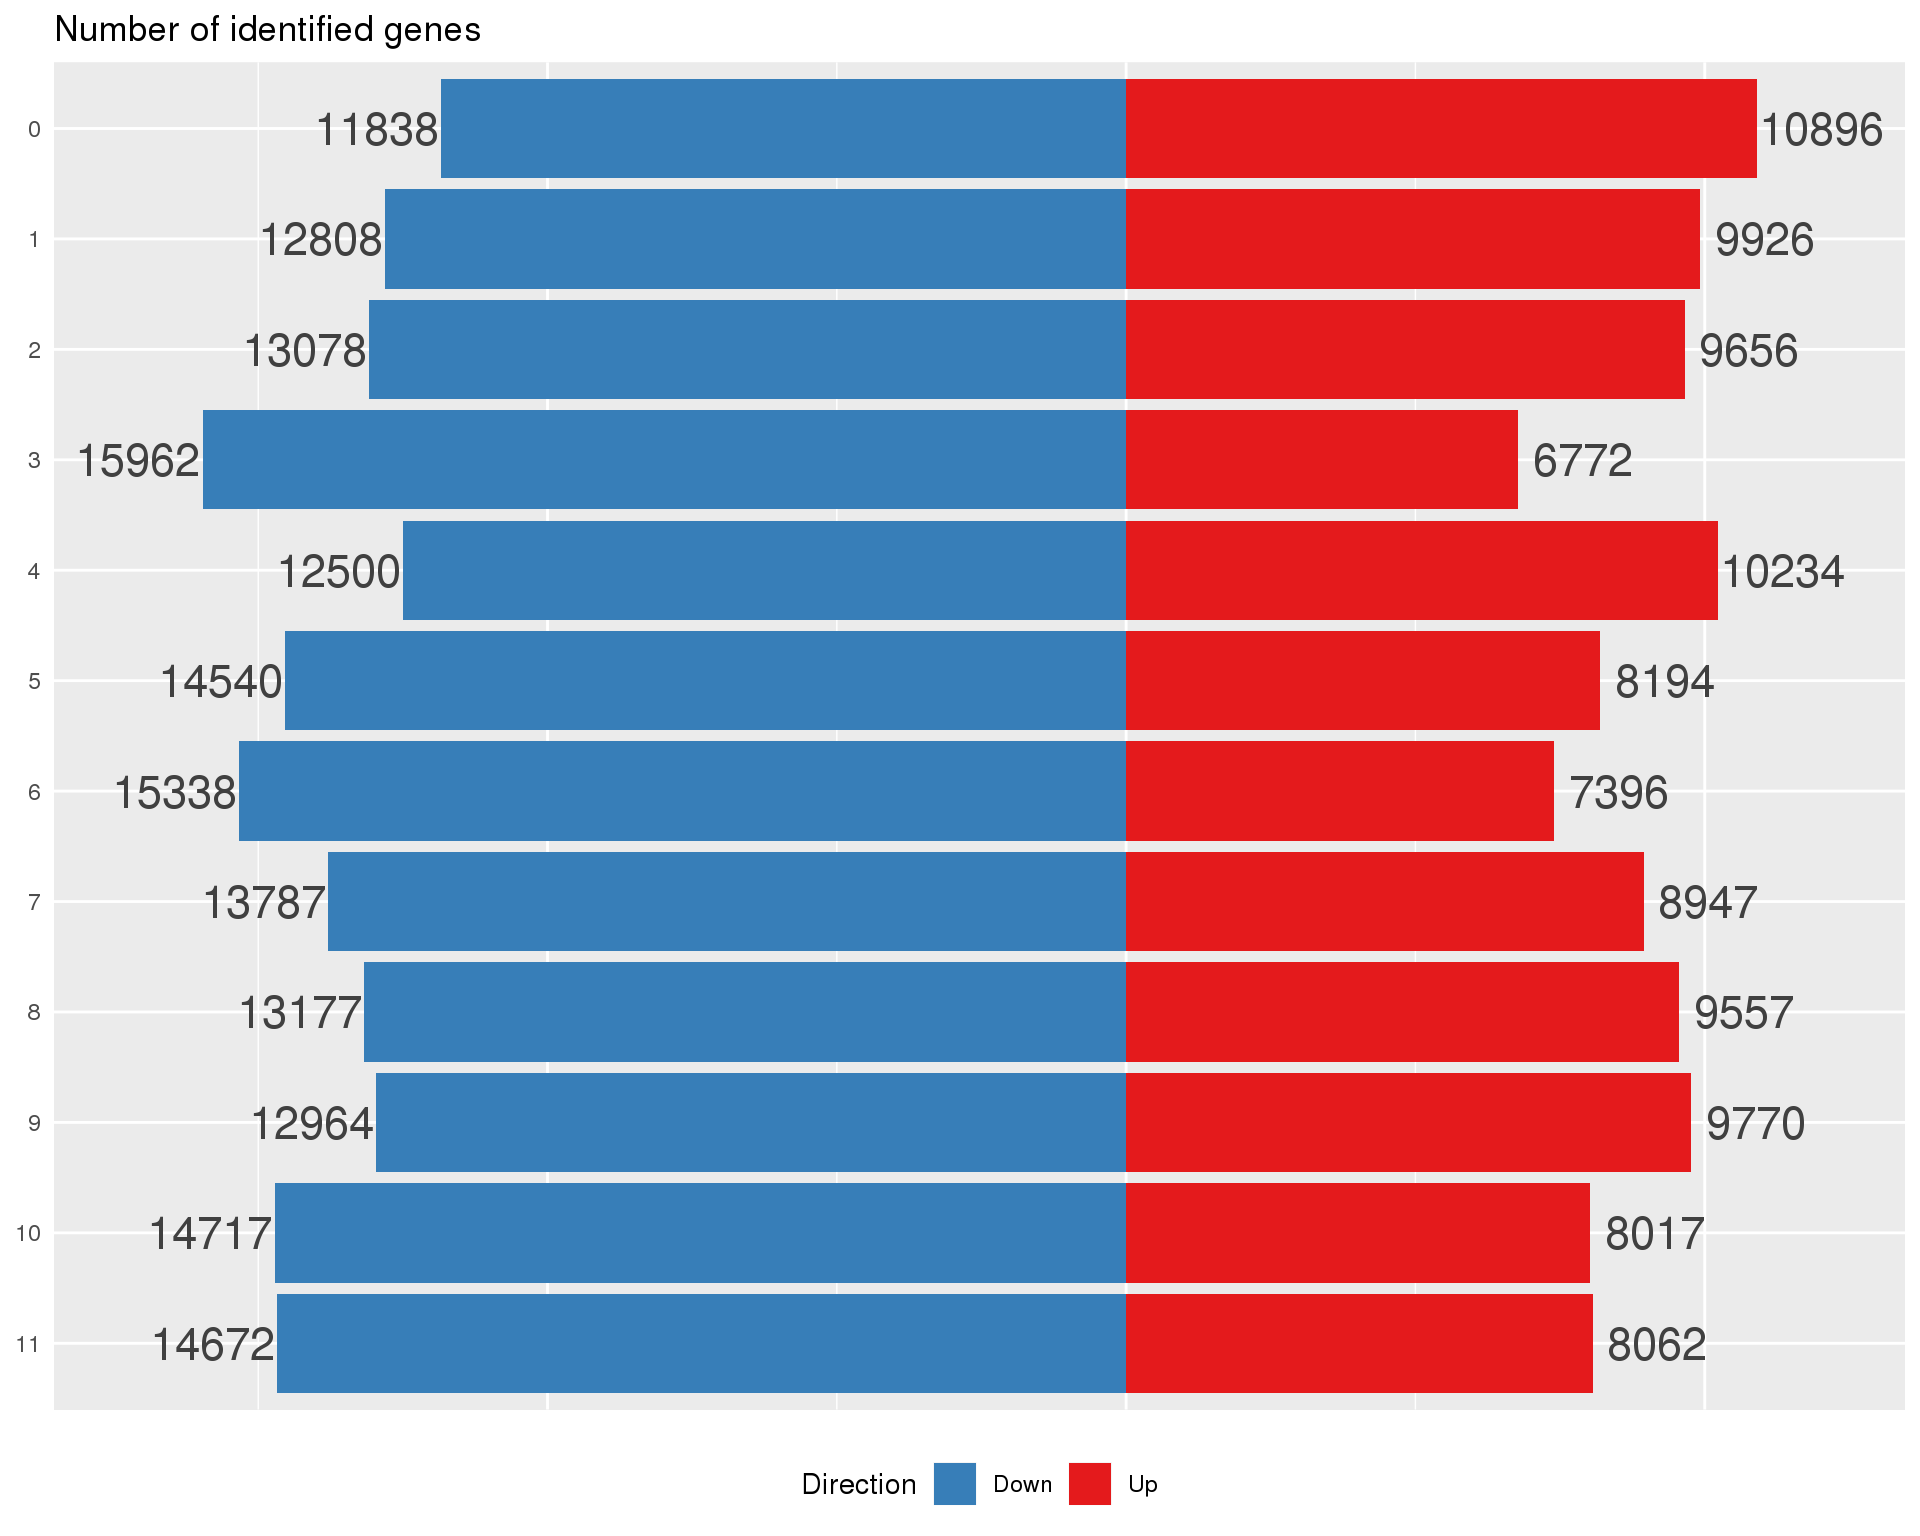 Number of identified genes
0 11838 10896
1 12808 9926
2 13078 9656
3 15962 6772
4 12500 10234
5 14540 8194
6 15338 7396
7 13787 8947
8 13177 9557
9 12964 9770
10 14717 8017
11 14672 8062
Direction Down Up